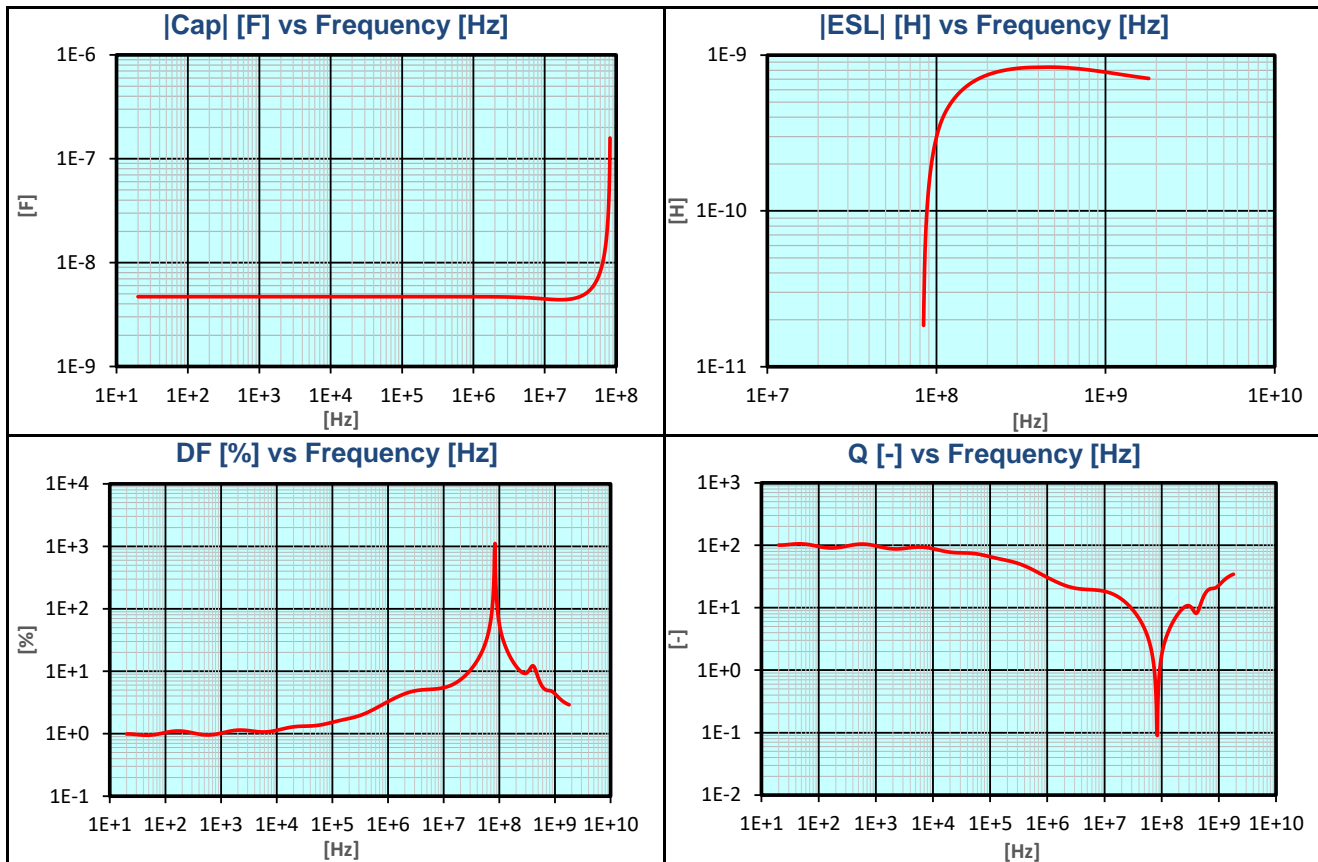 |Cap| [F] vs Frequency [Hz]
1E-6
1E-7
1E-8
1E-9
[F]
1E+1 1E+2 1E+3 1E+4 1E+5 1E+6 1E+7 1E+8
[Hz]
|ESL| [H] vs Frequency [Hz]
1E-9
1E-10
1E-11
[H]
1E+7 1E+8 1E+9 1E+10
[Hz]
DF [%] vs Frequency [Hz]
1E+4
1E+3
1E+2
1E+1
1E+0
1E-1
[%]
1E+1 1E+2 1E+3 1E+4 1E+5 1E+6 1E+7 1E+8 1E+9 1E+10
[Hz]
Q [-] vs Frequency [Hz]
1E+3
1E+2
1E+1
1E+0
1E-1
1E-2
[-]
1E+1 1E+2 1E+3 1E+4 1E+5 1E+6 1E+7 1E+8 1E+9 1E+10
[Hz]